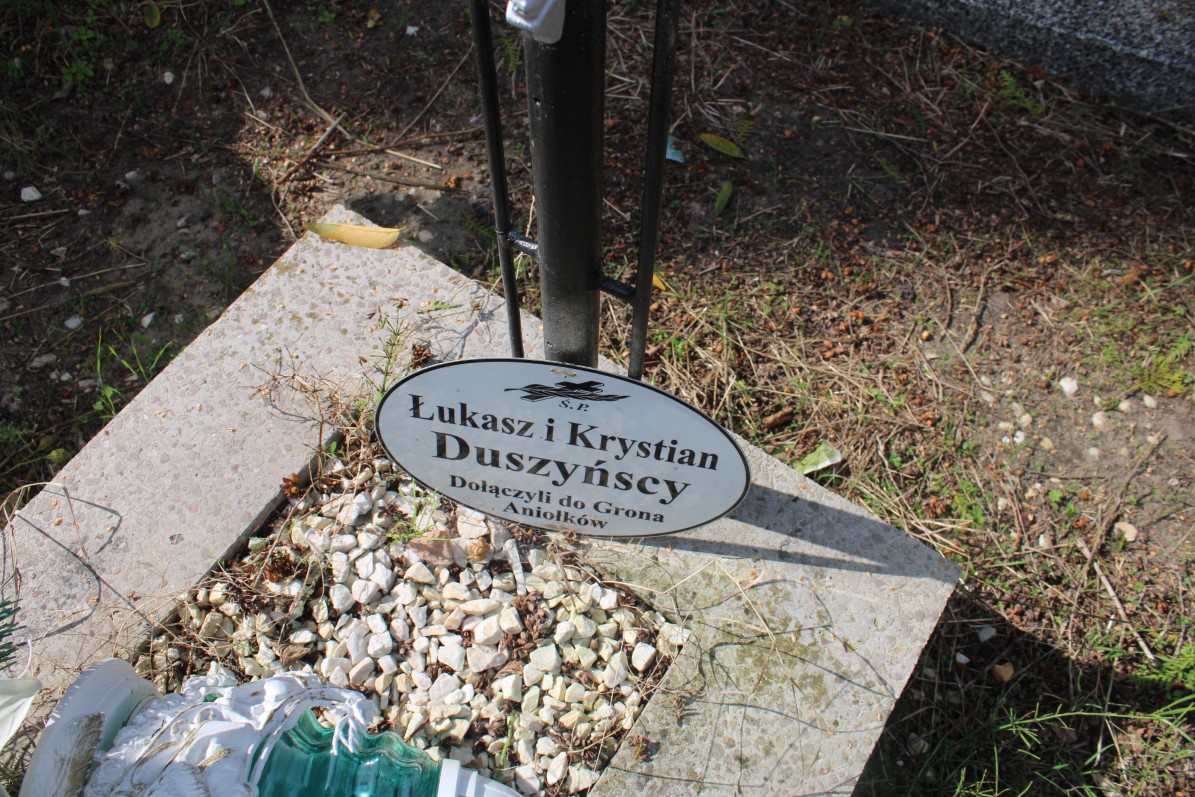 Ś.P.
Łukasz i Krystian
Duszyńscy
Dołączyli do Grona
Aniołków